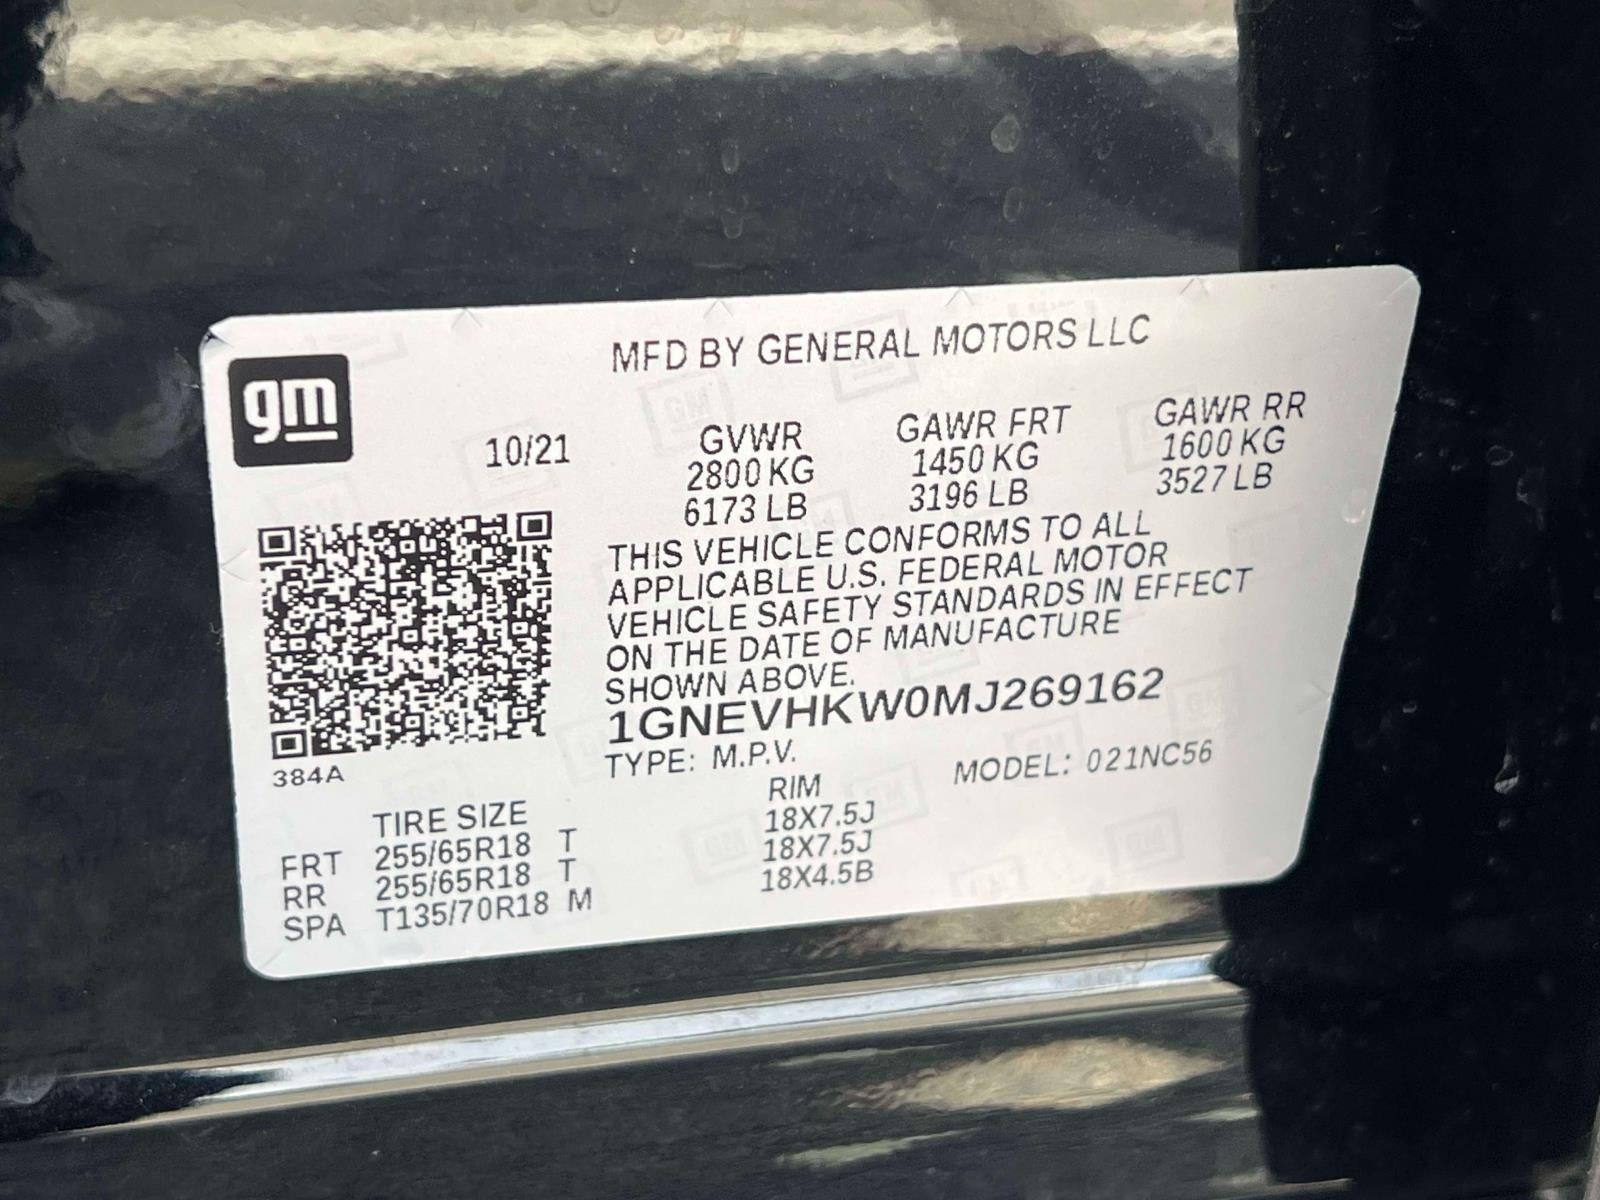 gm
MFD BY GENERAL MOTORS LLC
10/21 GVWR GAWR FRT GAWR RR
2800 KG 1450 KG 1600 KG
6173 LB 3196 LB 3527 LB
THIS VEHICLE CONFORMS TO ALL
APPLICABLE U.S. FEDERAL MOTOR
VEHICLE SAFETY STANDARDS IN EFFECT
ON THE DATE OF MANUFACTURE
SHOWN ABOVE.
1GNEVHKW0MJ269162
TYPE: M.P.V. MODEL: 021NC56
384A
TIRE SIZE RIM
FRT 255/65R18 T 18X7.5J
RR 255/65R18 T 18X7.5J
SPA T135/70R18 M 18X4.5B